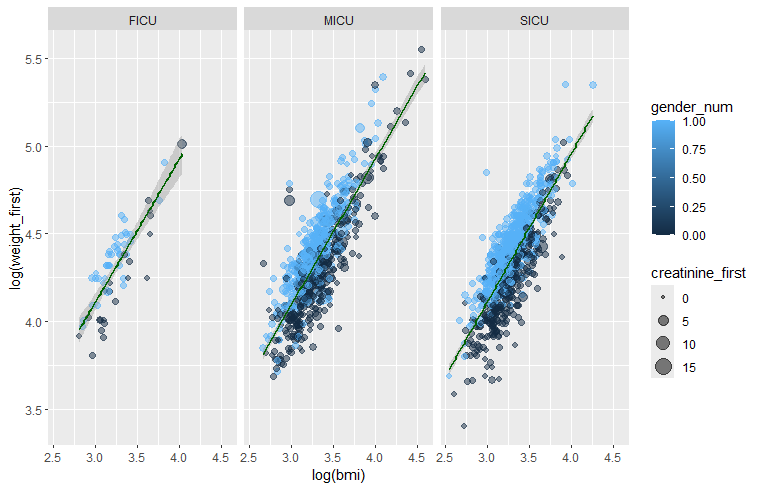 FICU MICU SICU
log(weight_first)
5.5
5.0
4.5
4.0
3.5
2.5 3.0 3.5 4.0 4.5 2.5 3.0 3.5 4.0 4.5 2.5 3.0 3.5 4.0 4.5
log(bmi)
gender_num
1.00
0.75
0.50
0.25
0.00
creatinine_first
0
5
10
15